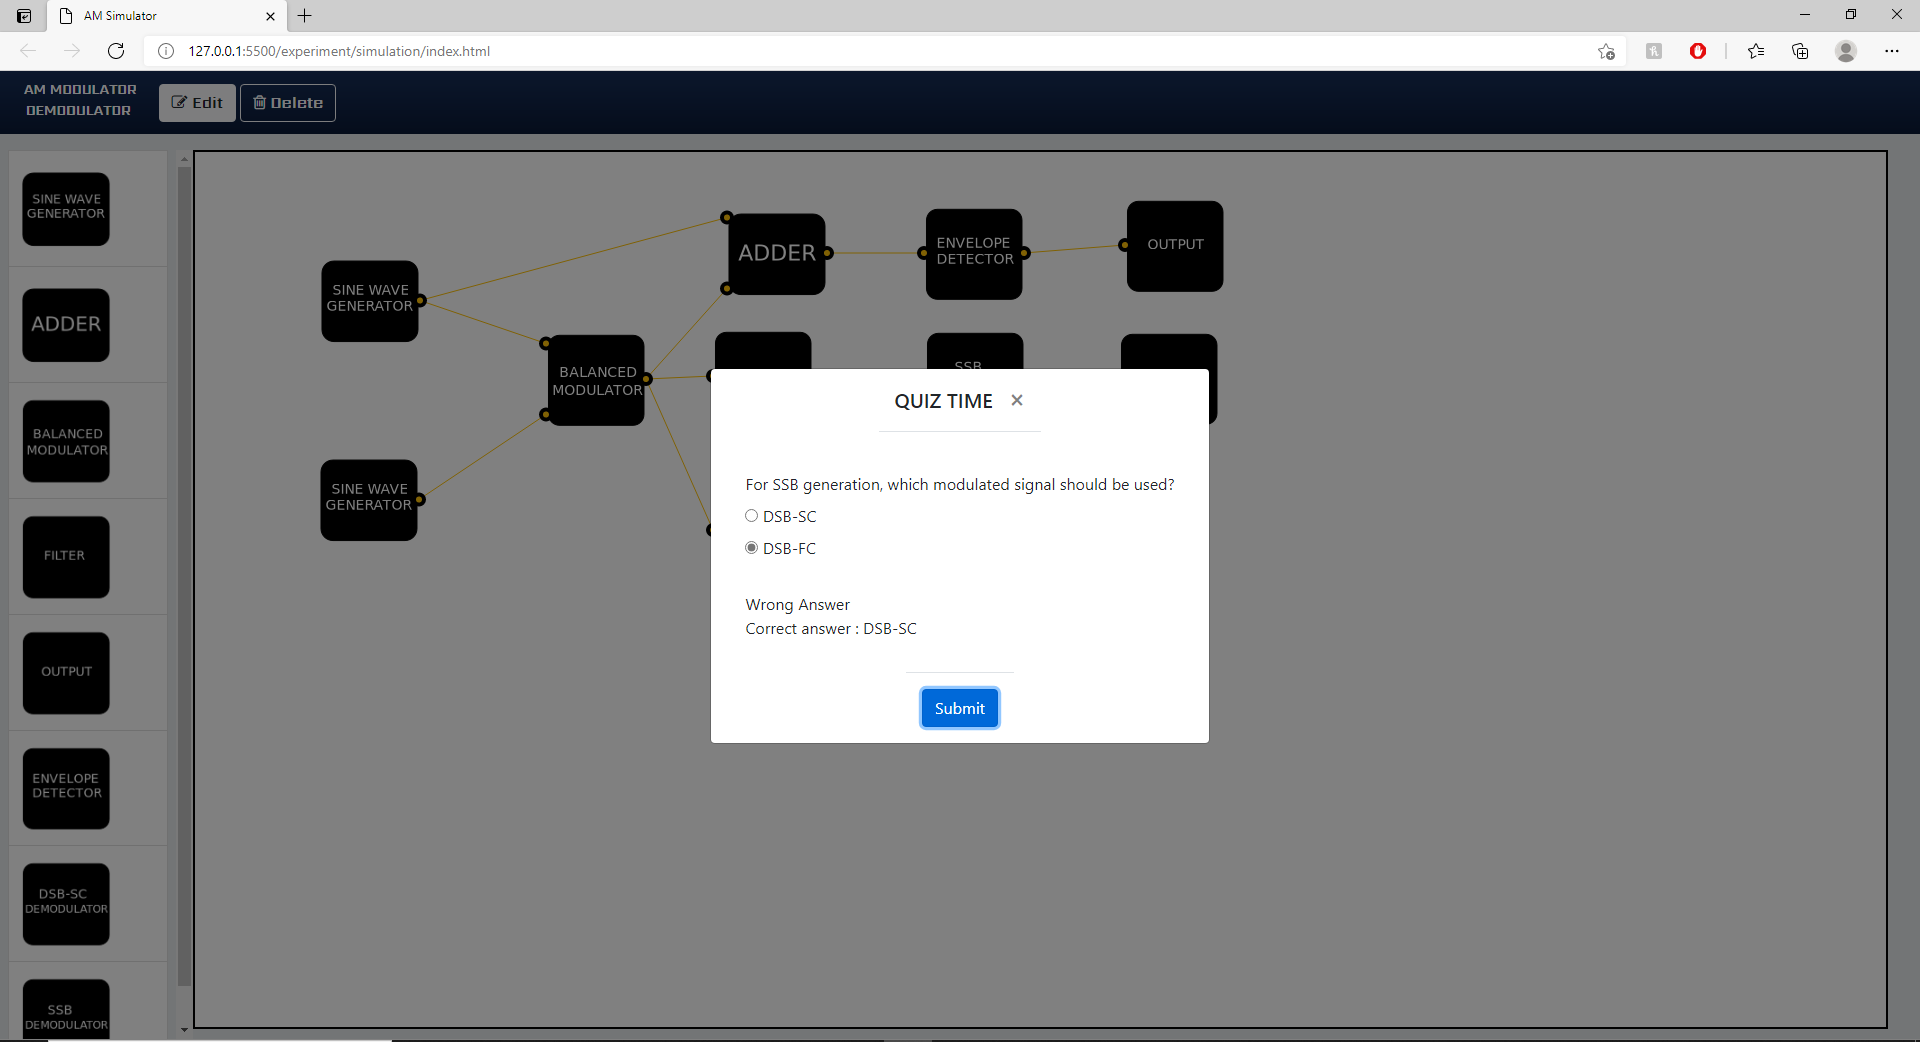 AM Simulator
127.0.0.1:5500/experiment/simulation/index.html
AM MODULATOR
DEMODULATOR
Edit
Delete
SINE WAVE
GENERATOR
ADDER
BALANCED
MODULATOR
FILTER
OUTPUT
ENVELOPE
DETECTOR
DSB-SC
DEMODULATOR
SSB
DEMODULATOR
SINE WAVE
GENERATOR
SINE WAVE
GENERATOR
BALANCED
MODULATOR
ADDER
ENVELOPE
DETECTOR
OUTPUT
SSB
QUIZ TIME
For SSB generation, which modulated signal should be used?
DSB-SC
DSB-FC
Wrong Answer
Correct answer : DSB-SC
Submit